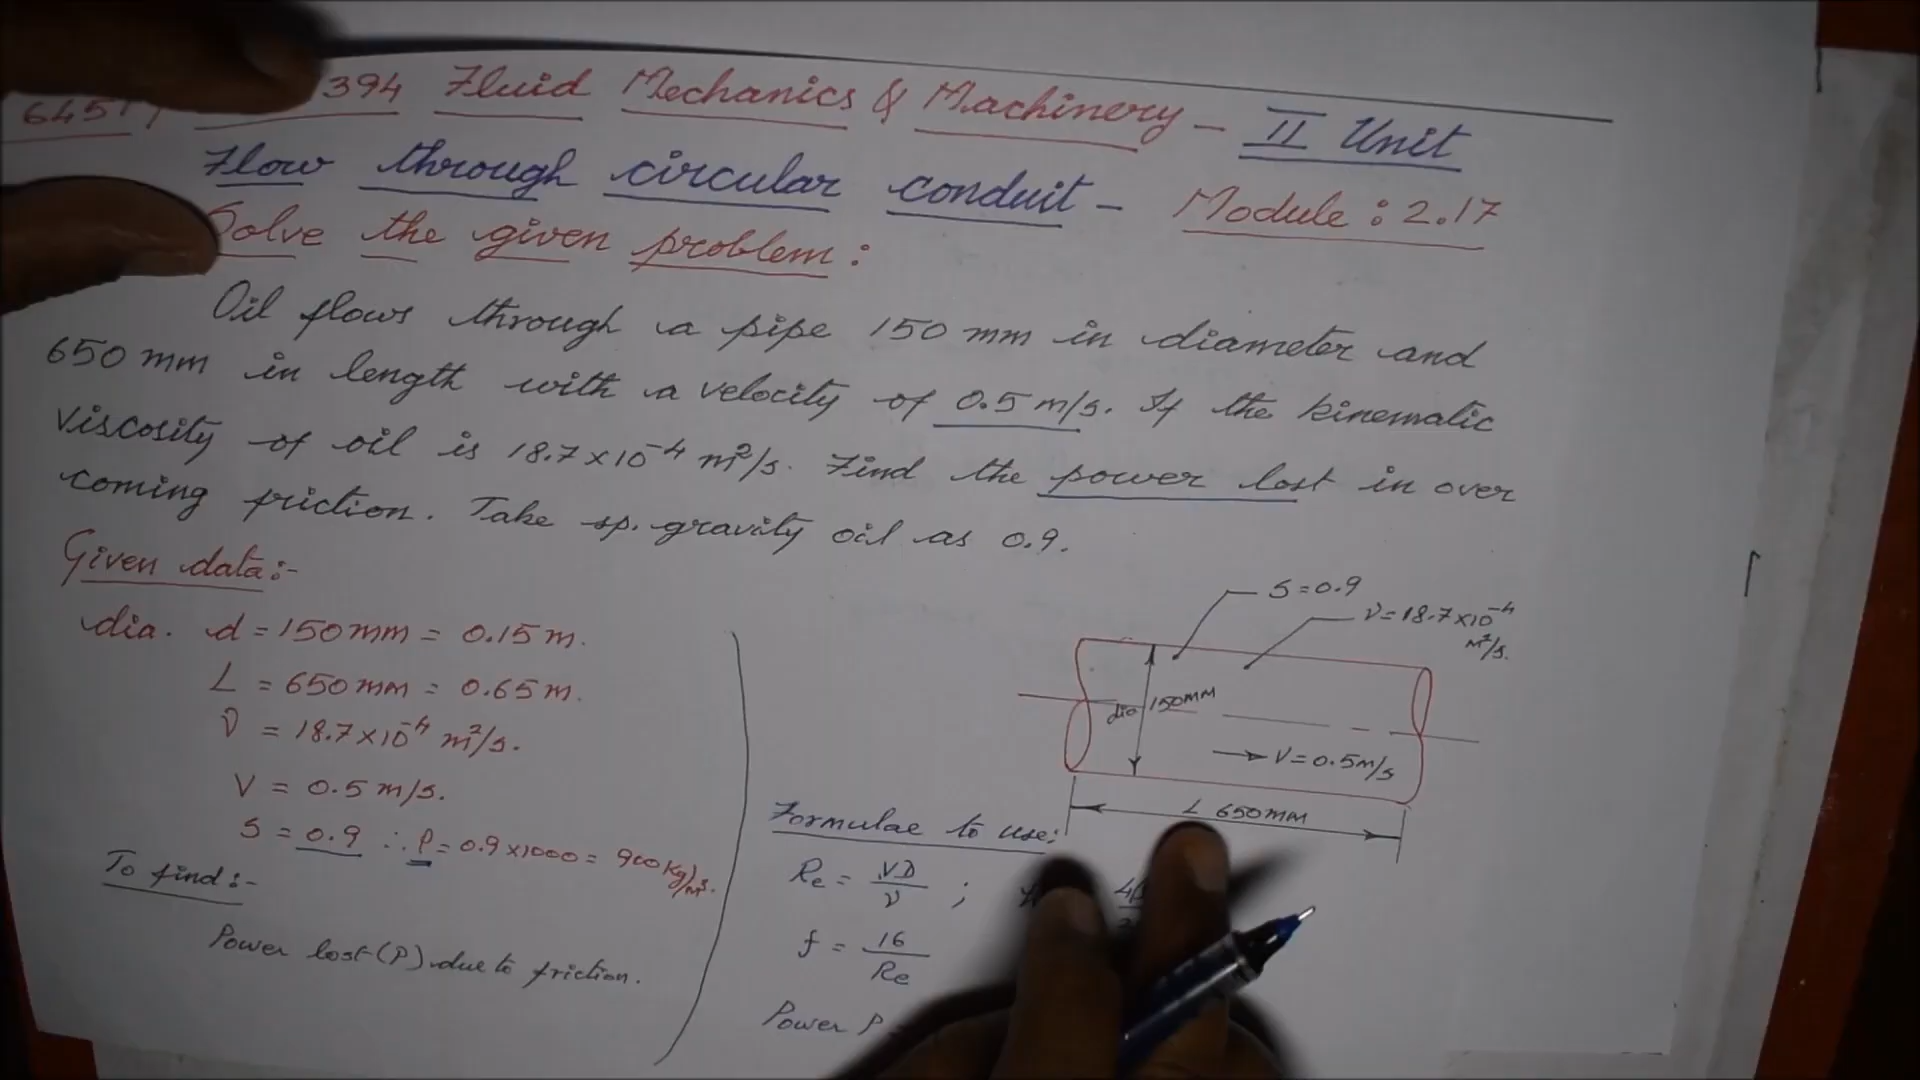 394 Fluid Mechanics & Machinery - II Unit
Flow through circular conduit - Module: 2.17
Solve the given problem:
Oil flows through a pipe 150 mm in diameter and
650 mm in length with a velocity of 0.5 m/s. If the kinematic
viscosity of oil is 18.7×10⁻⁴ m²/s. Find the power lost in over
coming friction. Take sp. gravity oil as 0.9.
Given data:-
dia. d = 150mm = 0.15 m.
L = 650mm = 0.65 m.
ν = 18.7×10⁻⁴ m²/s.
V = 0.5 m/s.
S = 0.9 ∴ ρ = 0.9×1000 = 900 kg/m³.
To find:-
Power lost (P) due to friction.
S = 0.9
ν = 18.7×10⁻⁴
m²/s.
dia 150mm
V = 0.5m/s
L 650mm
Formulae to use:
Re = VD/ν ;
f = 16/Re
Power P